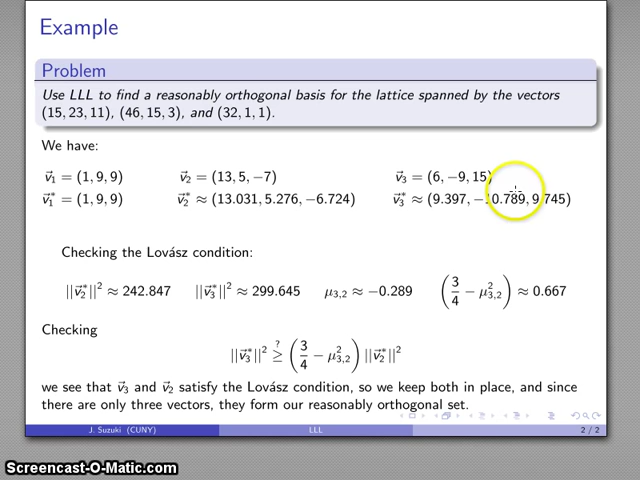 Example
Problem
Use LLL to find a reasonably orthogonal basis for the lattice spanned by the vectors
(15, 23, 11), (46, 15, 3), and (32, 1, 1).
We have:
v⃗₁ = (1, 9, 9) v⃗₂ = (13, 5, −7) v⃗₃ = (6, −9, 15)
v⃗₁* = (1, 9, 9) v⃗₂* ≈ (13.031, 5.276, −6.724) v⃗₃* ≈ (9.397, −10.789, 9.745)
Checking the Lovász condition:
||v⃗₂*||² ≈ 242.847 ||v⃗₃*||² ≈ 299.645 μ₃,₂ ≈ −0.289 (3/4 − μ²₃,₂) ≈ 0.667
Checking
||v⃗₃*||² ≥? (3/4 − μ²₃,₂) ||v⃗₂*||²
we see that v⃗₃ and v⃗₂ satisfy the Lovász condition, so we keep both in place, and since
there are only three vectors, they form our reasonably orthogonal set.
J. Suzuki (CUNY) LLL 2 / 2
Screencast-O-Matic.com